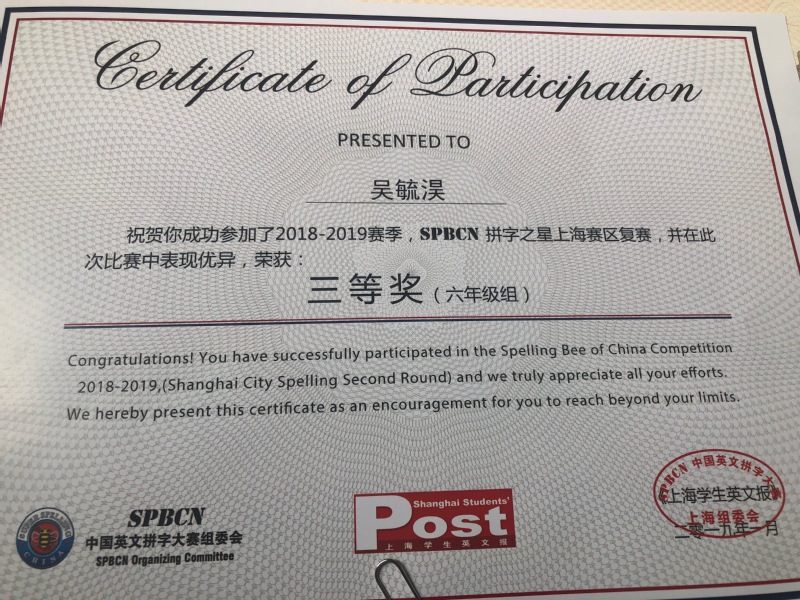 Certificate of Participation
PRESENTED TO
吴毓淏
祝贺你成功参加了2018-2019赛季，SPBCN 拼字之星上海赛区复赛，并在此
次比赛中表现优异，荣获：
三等奖（六年级组）
Congratulations! You have successfully participated in the Spelling Bee of China Competition
2018-2019,(Shanghai City Spelling Second Round) and we truly appreciate all your efforts.
We hereby present this certificate as an encouragement for you to reach beyond your limits.
CHINA
SPBCN
中国英文拼字大赛组委会
SPBCN Organizing Committee
Shanghai Students'
Post
上海学生英文报
SPBCN 中国英文拼字大赛
上海学生英文报
上海组委会
二零一九年一月